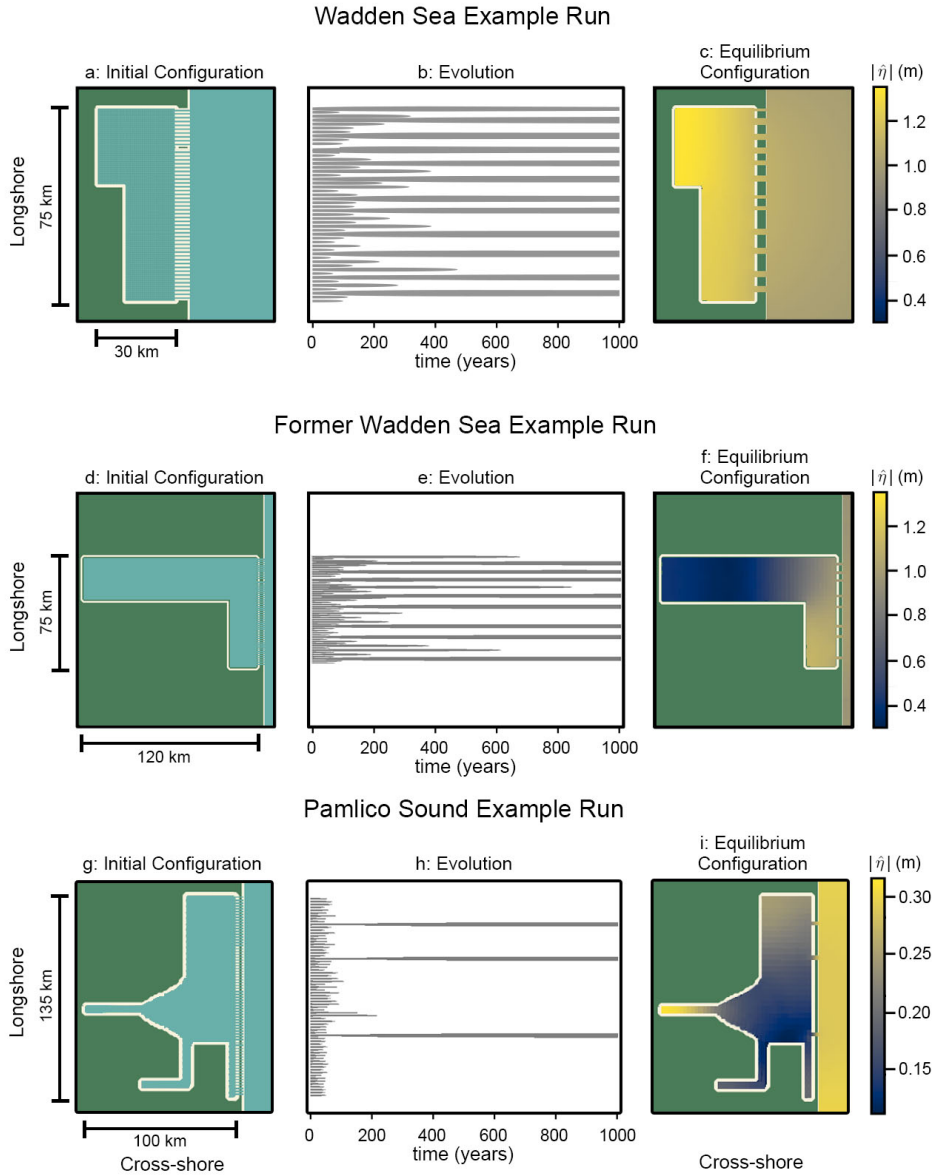 Wadden Sea Example Run
a: Initial Configuration
b: Evolution
c: Equilibrium
Configuration
|η̂| (m)
Longshore
75 km
30 km
0 200 400 600 800 1000
time (years)
1.2
1.0
0.8
0.6
0.4
Former Wadden Sea Example Run
d: Initial Configuration
e: Evolution
f: Equilibrium
Configuration
|η̂| (m)
Longshore
75 km
120 km
0 200 400 600 800 1000
time (years)
1.2
1.0
0.8
0.6
0.4
Pamlico Sound Example Run
g: Initial Configuration
h: Evolution
i: Equilibrium
Configuration
|η̂| (m)
Longshore
135 km
100 km
Cross-shore
0 200 400 600 800 1000
time (years)
0.30
0.25
0.20
0.15
Cross-shore